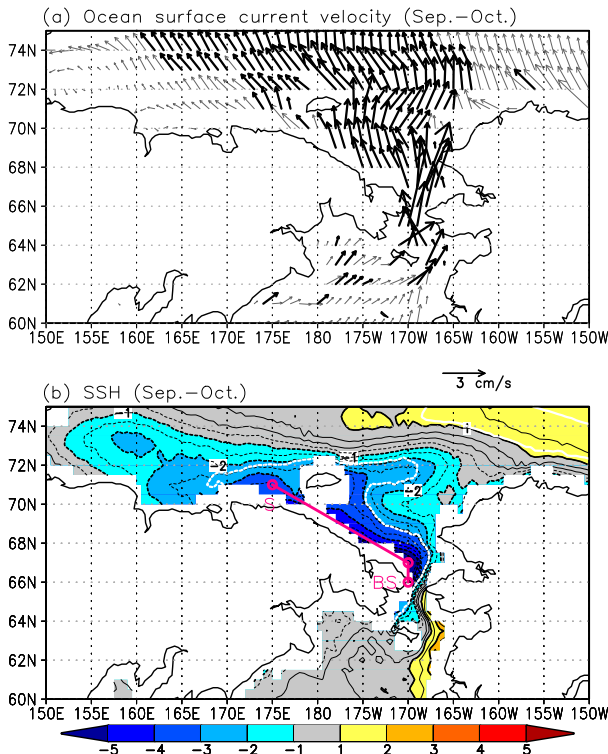 (a) Ocean surface current velocity (Sep.-Oct.)
74N
72N
70N
68N
66N
64N
62N
60N
150E 155E 160E 165E 170E 175E 180 175W 170W 165W 160W 155W 150W
3 cm/s
(b) SSH (Sep.-Oct.)
74N
72N
70N
68N
66N
64N
62N
60N
-1
-2
-1
-2
1
S
BS
150E 155E 160E 165E 170E 175E 180 175W 170W 165W 160W 155W 150W
-5 -4 -3 -2 -1 1 2 3 4 5